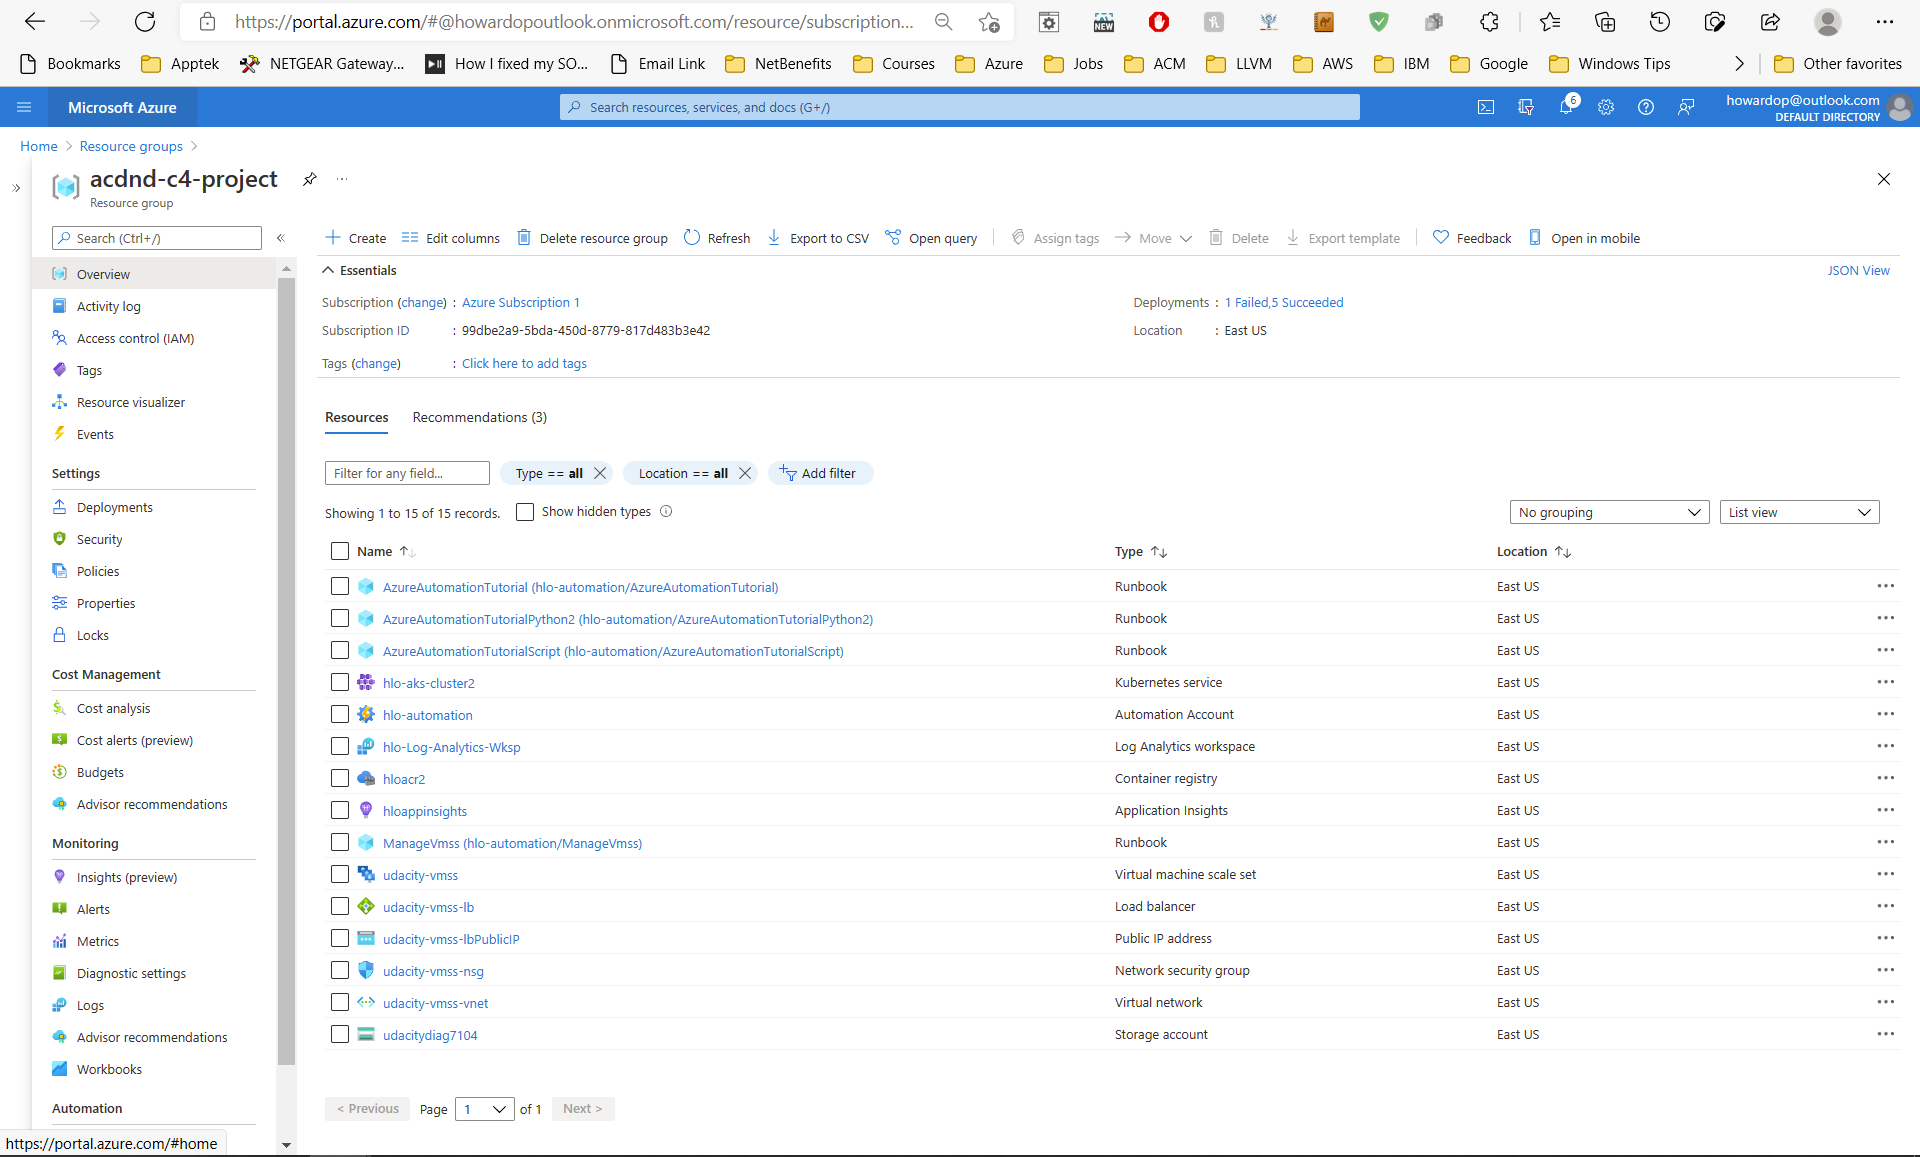 https://portal.azure.com/#@howardopoutlook.onmicrosoft.com/resource/subscription...
NEW
Bookmarks Apptek NETGEAR Gateway... How I fixed my SO... Email Link NetBenefits Courses Azure Jobs ACM LLVM AWS IBM Google Windows Tips Other favorites
Microsoft Azure
Search resources, services, and docs (G+/)
6
howardop@outlook.com
DEFAULT DIRECTORY
Home > Resource groups >
acdnd-c4-project
Resource group
Search (Ctrl+/)
Overview
Activity log
Access control (IAM)
Tags
Resource visualizer
Events
Settings
Deployments
Security
Policies
Properties
Locks
Cost Management
Cost analysis
Cost alerts (preview)
Budgets
Advisor recommendations
Monitoring
Insights (preview)
Alerts
Metrics
Diagnostic settings
Logs
Advisor recommendations
Workbooks
Automation
https://portal.azure.com/#home
Create Edit columns Delete resource group Refresh Export to CSV Open query Assign tags Move Delete Export template Feedback Open in mobile
Essentials
JSON View
Subscription (change) : Azure Subscription 1
Subscription ID : 99dbe2a9-5bda-450d-8779-817d483b3e42
Tags (change) : Click here to add tags
Deployments : 1 Failed,5 Succeeded
Location : East US
Resources Recommendations (3)
Filter for any field... Type == all Location == all Add filter
Showing 1 to 15 of 15 records. Show hidden types
No grouping List view
Name Type Location
AzureAutomationTutorial (hlo-automation/AzureAutomationTutorial) Runbook East US
AzureAutomationTutorialPython2 (hlo-automation/AzureAutomationTutorialPython2) Runbook East US
AzureAutomationTutorialScript (hlo-automation/AzureAutomationTutorialScript) Runbook East US
hlo-aks-cluster2 Kubernetes service East US
hlo-automation Automation Account East US
hlo-Log-Analytics-Wksp Log Analytics workspace East US
hloacr2 Container registry East US
hloappinsights Application Insights East US
ManageVmss (hlo-automation/ManageVmss) Runbook East US
udacity-vmss Virtual machine scale set East US
udacity-vmss-lb Load balancer East US
udacity-vmss-lbPublicIP Public IP address East US
udacity-vmss-nsg Network security group East US
udacity-vmss-vnet Virtual network East US
udacitydiag7104 Storage account East US
< Previous Page 1 of 1 Next >